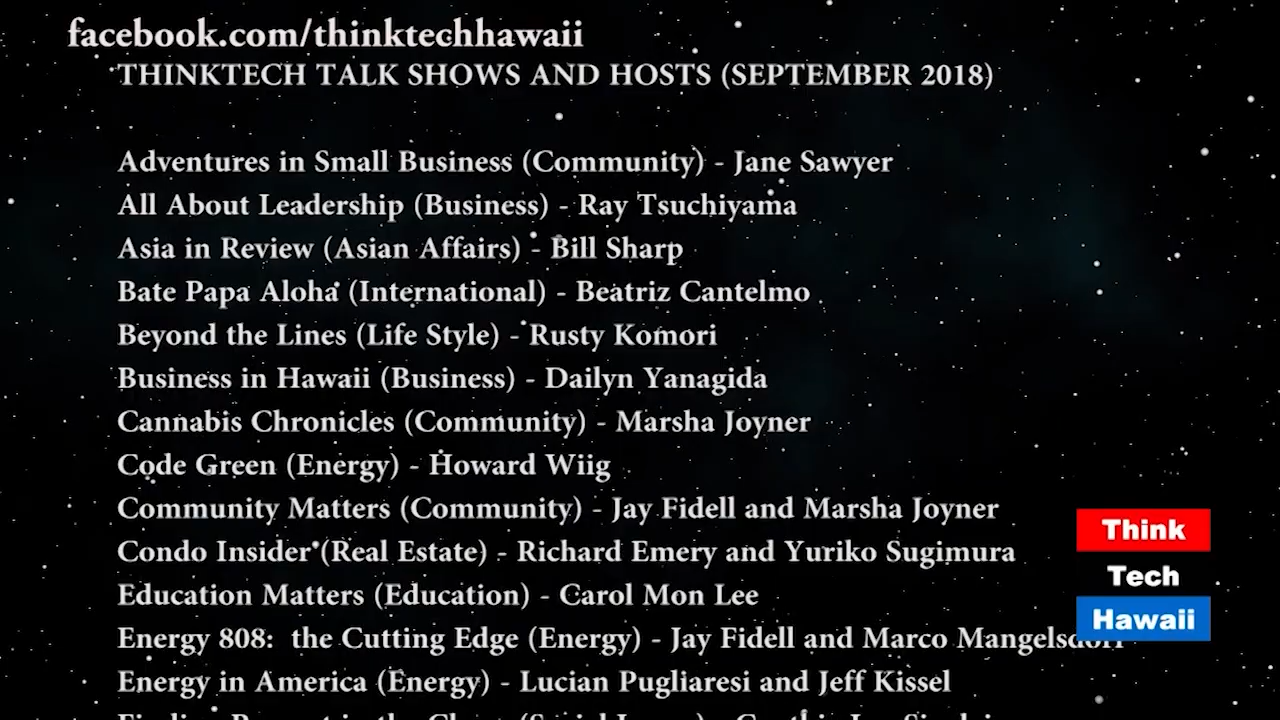 facebook.com/thinktechhawaii
THINKTECH TALK SHOWS AND HOSTS (SEPTEMBER 2018)
Adventures in Small Business (Community) - Jane Sawyer
All About Leadership (Business) - Ray Tsuchiyama
Asia in Review (Asian Affairs) - Bill Sharp
Bate Papa Aloha (International) - Beatriz Cantelmo
Beyond the Lines (Life Style) - Rusty Komori
Business in Hawaii (Business) - Dailyn Yanagida
Cannabis Chronicles (Community) - Marsha Joyner
Code Green (Energy) - Howard Wiig
Community Matters (Community) - Jay Fidell and Marsha Joyner
Condo Insider (Real Estate) - Richard Emery and Yuriko Sugimura
Education Matters (Education) - Carol Mon Lee
Energy 808:  the Cutting Edge (Energy) - Jay Fidell and Marco Mangelsdorf
Energy in America (Energy) - Lucian Pugliaresi and Jeff Kissel
Think
Tech
Hawaii